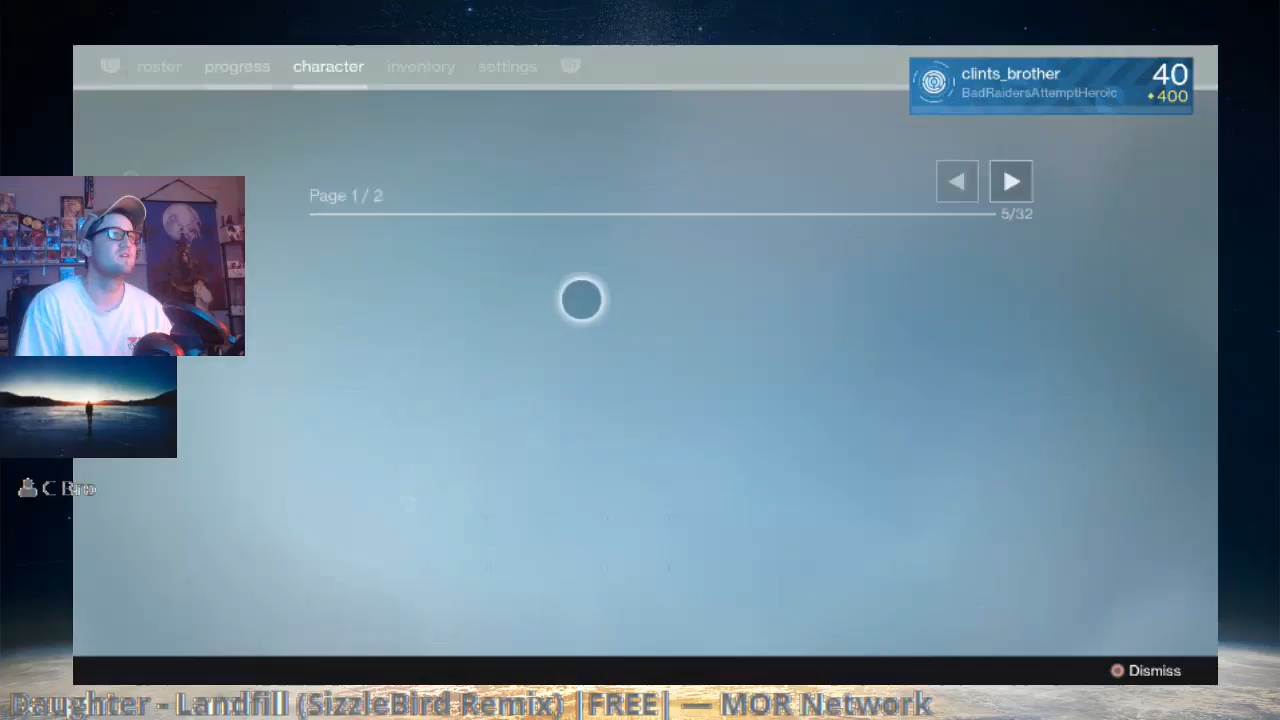 roster progress character inventory settings
clints_brother 40
BadRaidersAttemptHeroic +400
Page 1 / 2
5/32
C Bro
Dismiss
Daughter - Landfill (SizzleBird Remix) |FREE| — MOR Network